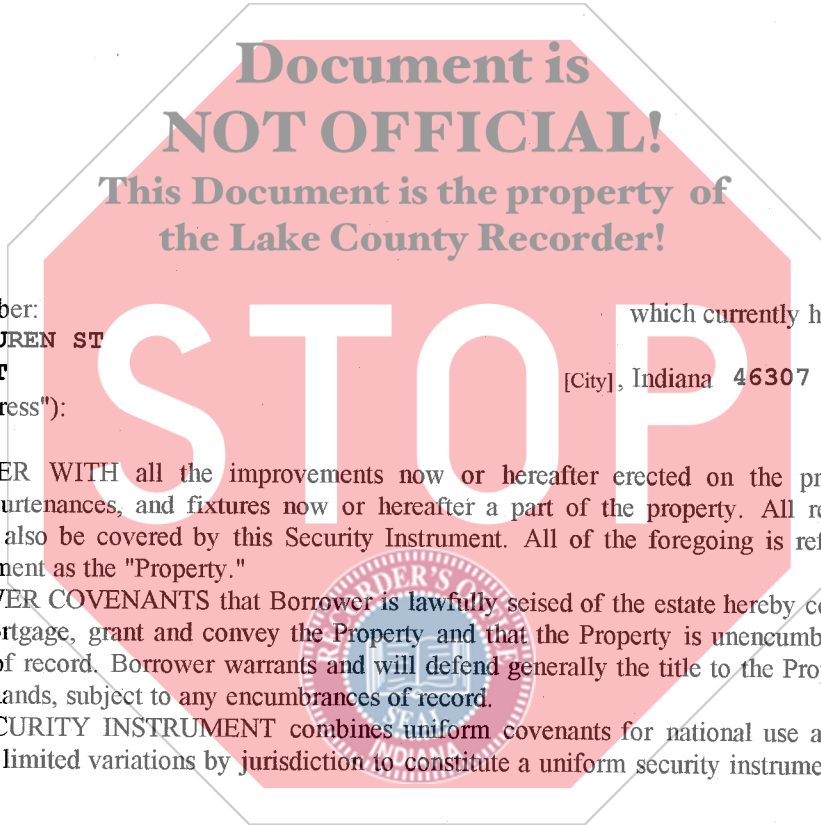 Document is
NOT OFFICIAL!
This Document is the property of
the Lake County Recorder!
ber: which currently h
UREN ST
T [City], Indiana 46307
ress"):
STOP
ER WITH all the improvements now or hereafter erected on the pr
urtenances, and fixtures now or hereafter a part of the property. All re
also be covered by this Security Instrument. All of the foregoing is ref
ment as the "Property."
VER COVENANTS that Borrower is lawfully seised of the estate hereby co
rtgage, grant and convey the Property and that the Property is unencumb
of record. Borrower warrants and will defend generally the title to the Prop
ands, subject to any encumbrances of record.
CURITY INSTRUMENT combines uniform covenants for national use a
limited variations by jurisdiction to constitute a uniform security instrume
RECORDER'S OFFICE
SEAL
INDIANA